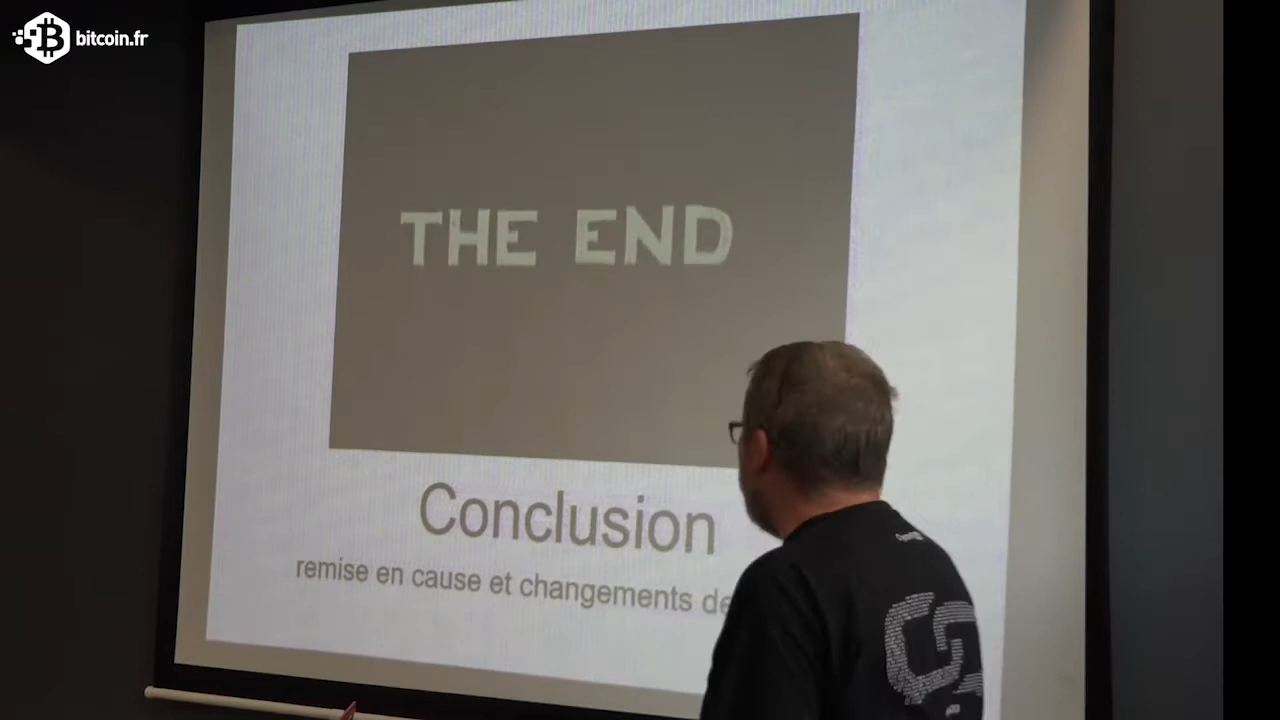 bitcoin.fr
THE END
Conclusion
remise en cause et changements de